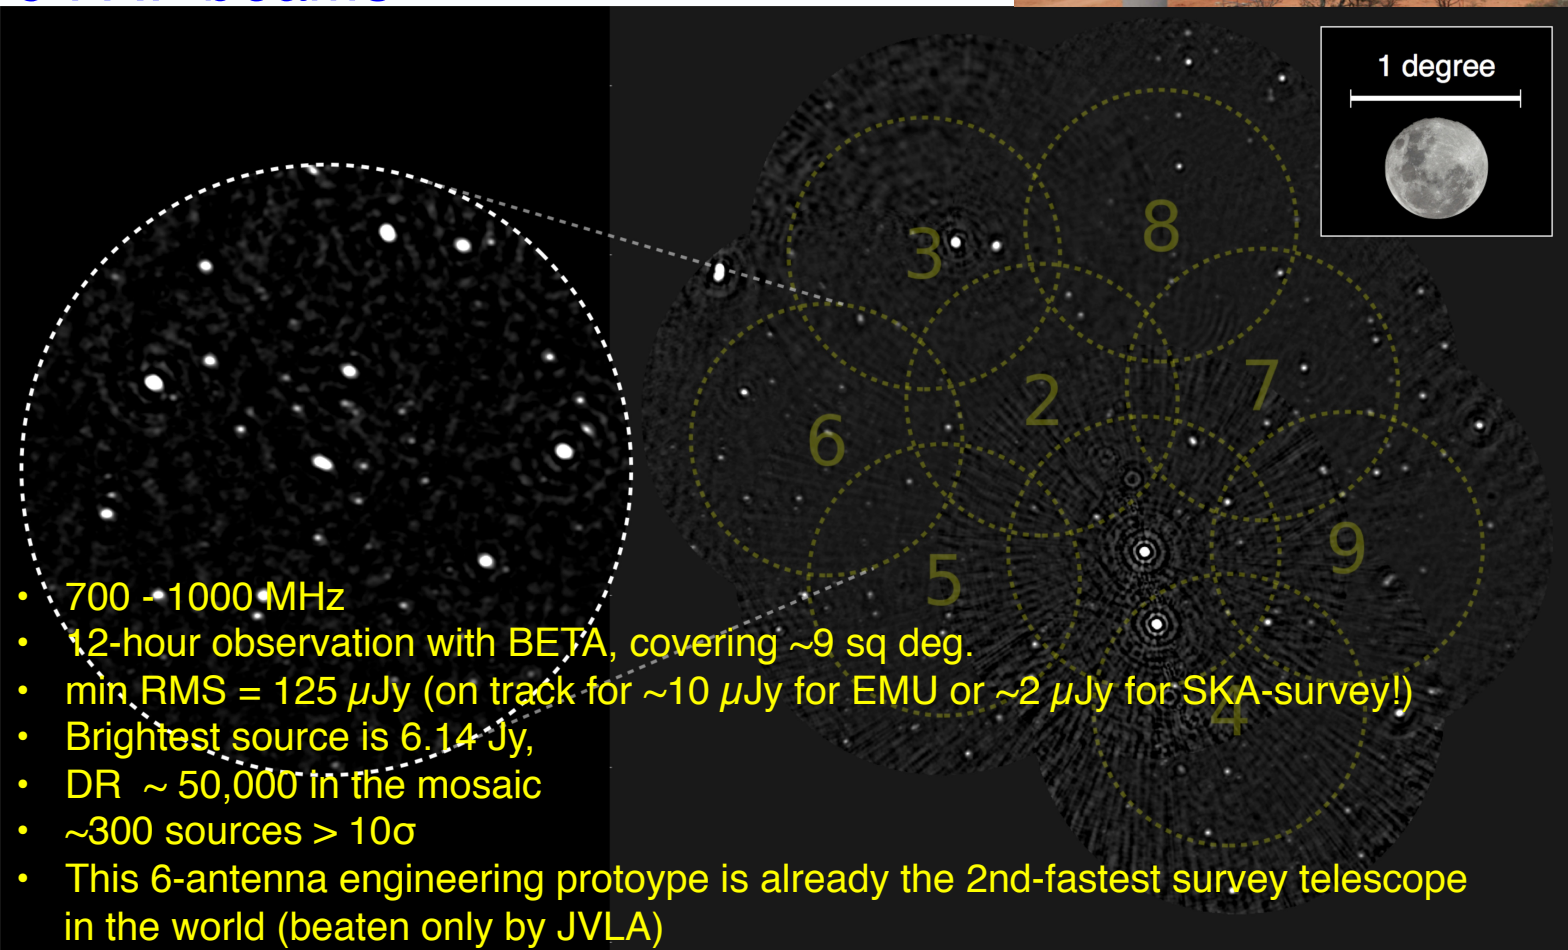 1 degree
8
3
7
2
6
9
5
4
• 700 - 1000 MHz
• 12-hour observation with BETA, covering ~9 sq deg.
• min RMS = 125 µJy (on track for ~10 µJy for EMU or ~2 µJy for SKA-survey!)
• Brightest source is 6.14 Jy,
• DR ~ 50,000 in the mosaic
• ~300 sources > 10σ
• This 6-antenna engineering protoype is already the 2nd-fastest survey telescope
in the world (beaten only by JVLA)